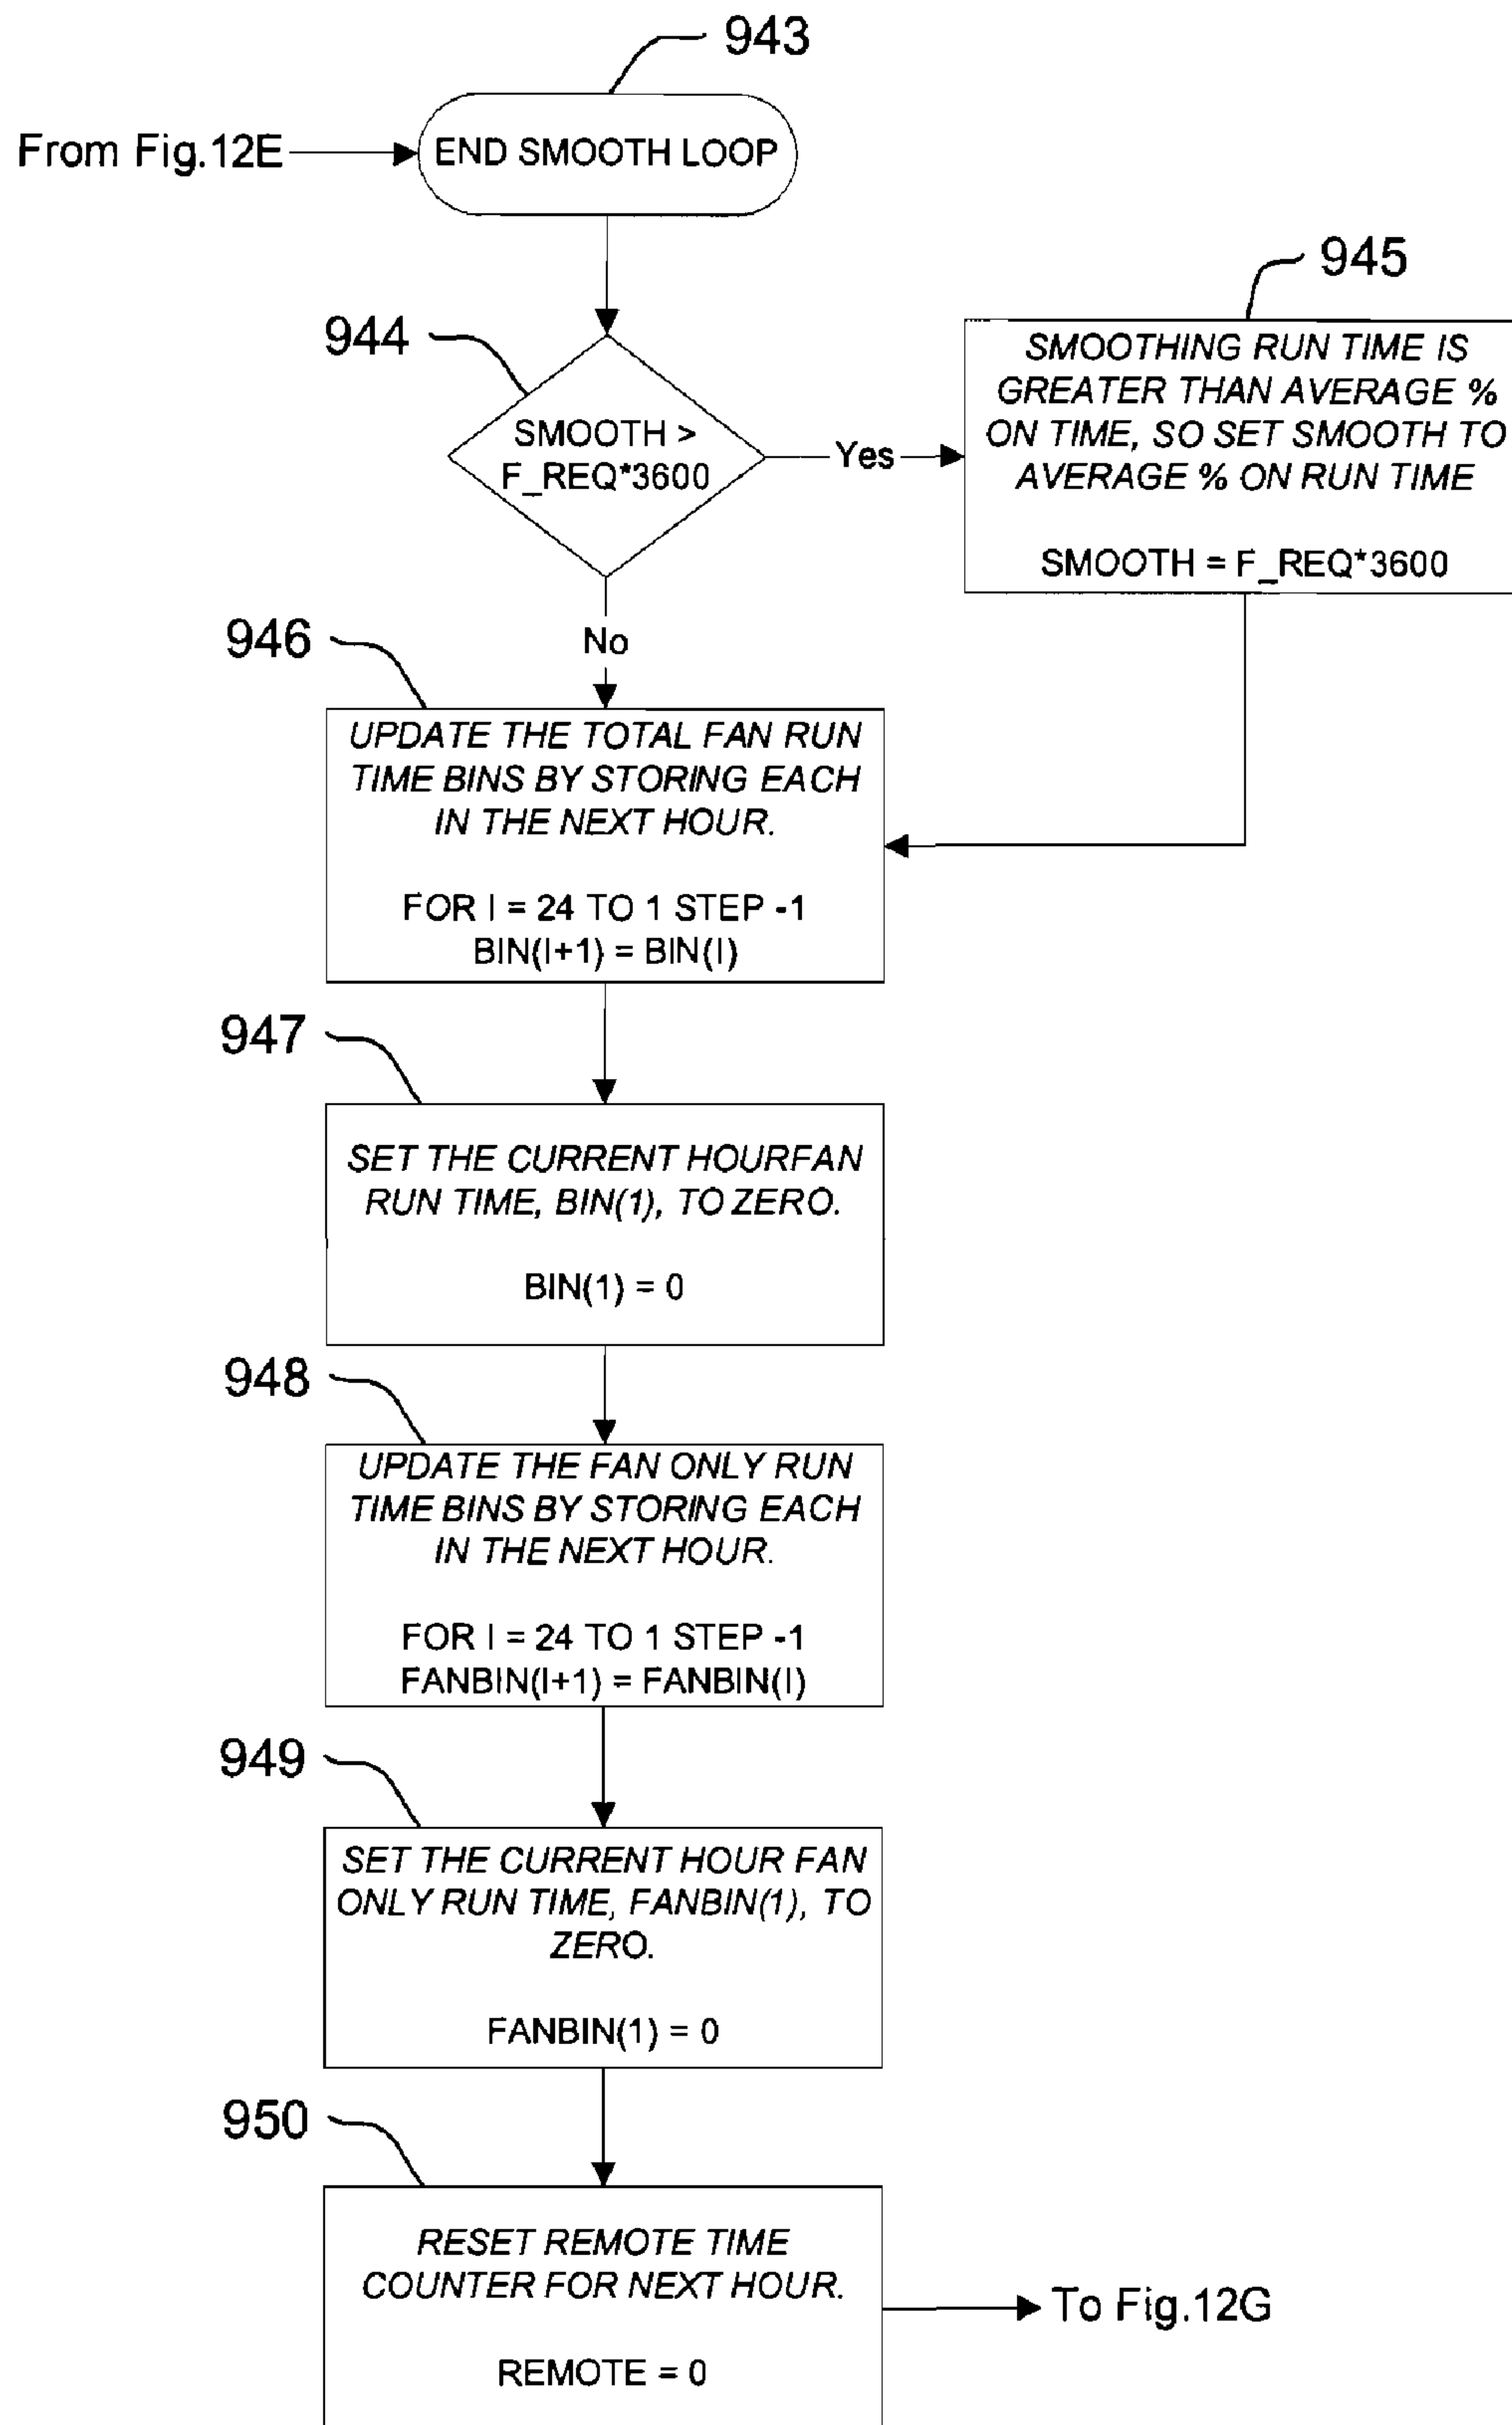 943
From Fig.12E
END SMOOTH LOOP
945
944
SMOOTHING RUN TIME IS
GREATER THAN AVERAGE %
ON TIME, SO SET SMOOTH TO
AVERAGE % ON RUN TIME
SMOOTH = F_REQ*3600
SMOOTH >
F_REQ*3600
Yes
No
946
UPDATE THE TOTAL FAN RUN
TIME BINS BY STORING EACH
IN THE NEXT HOUR.
FOR I = 24 TO 1 STEP -1
BIN(I+1) = BIN(I)
947
SET THE CURRENT HOURFAN
RUN TIME, BIN(1), TO ZERO.
BIN(1) = 0
948
UPDATE THE FAN ONLY RUN
TIME BINS BY STORING EACH
IN THE NEXT HOUR.
FOR I = 24 TO 1 STEP -1
FANBIN(I+1) = FANBIN(I)
949
SET THE CURRENT HOUR FAN
ONLY RUN TIME, FANBIN(1), TO
ZERO.
FANBIN(1) = 0
950
RESET REMOTE TIME
COUNTER FOR NEXT HOUR.
REMOTE = 0
To Fig.12G